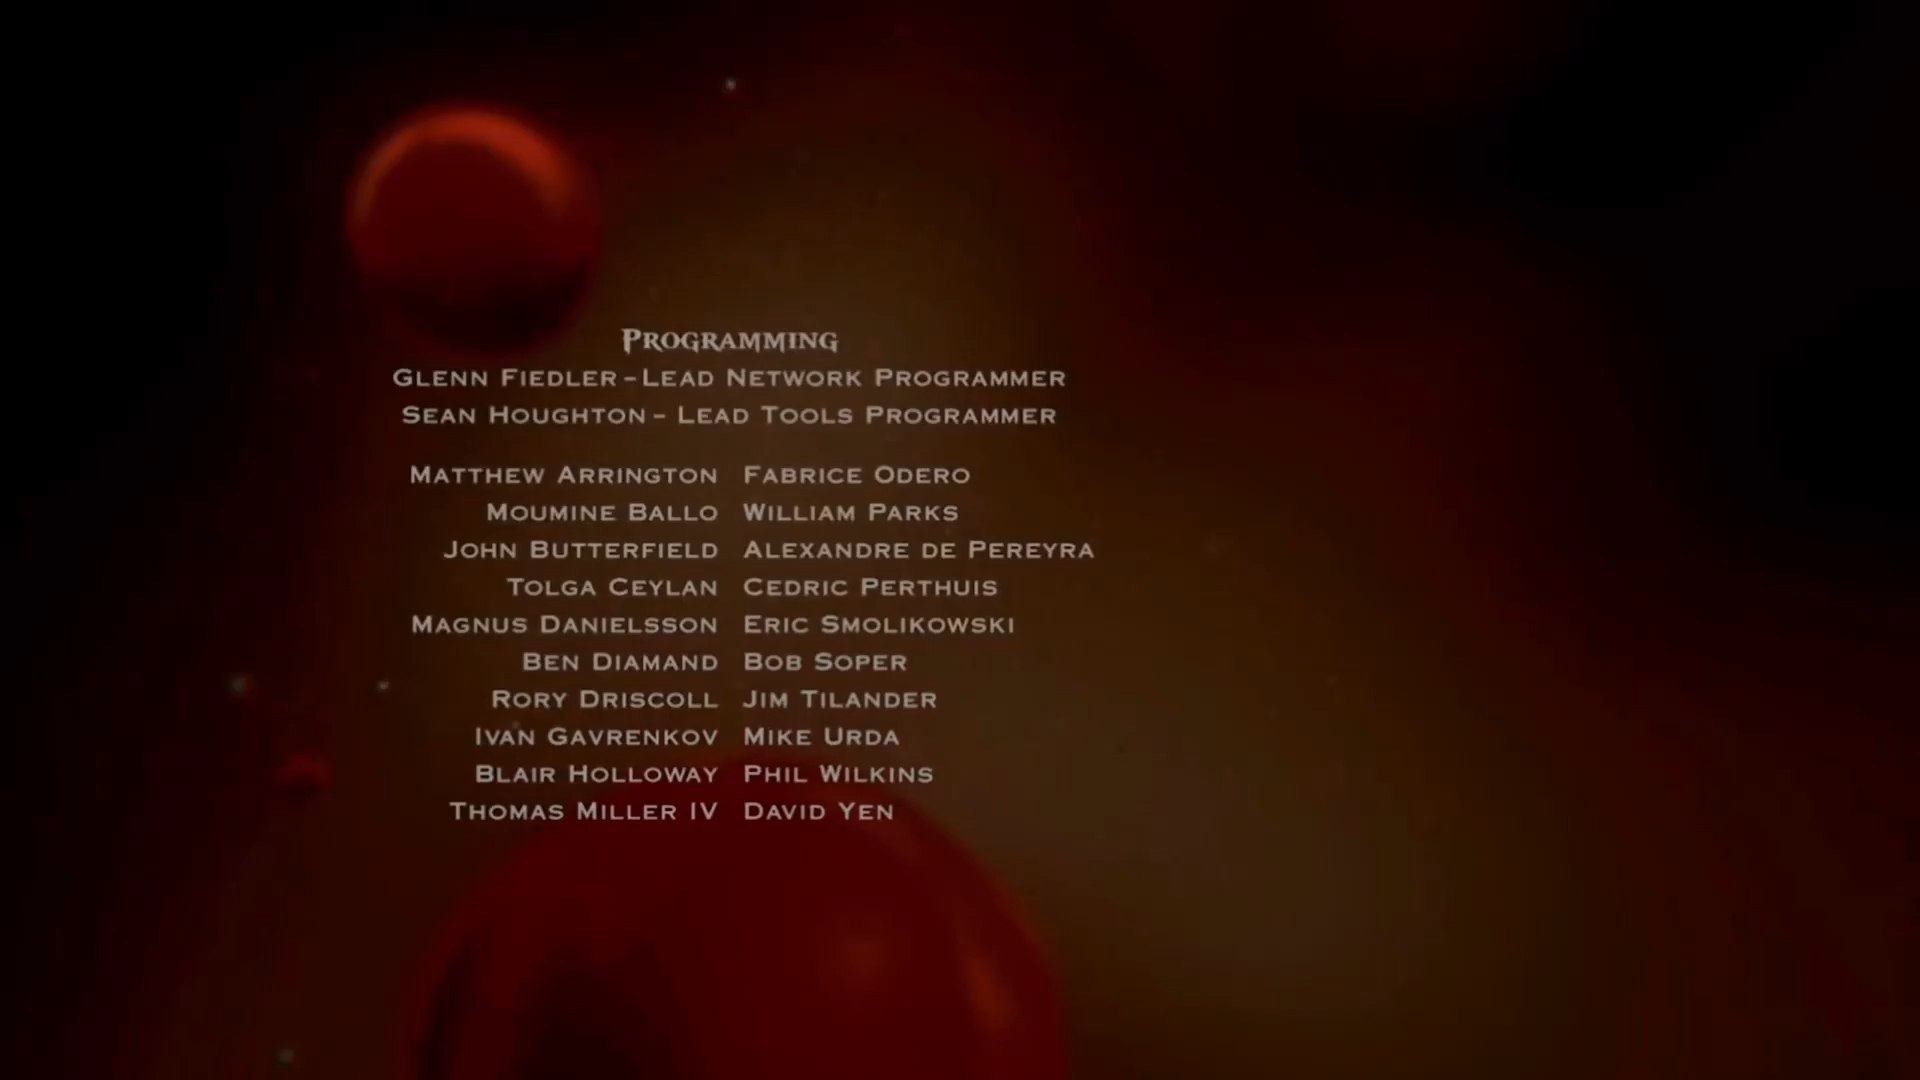 Programming
Glenn Fiedler – Lead Network Programmer
Sean Houghton – Lead Tools Programmer
Matthew Arrington Fabrice Odero
Moumine Ballo William Parks
John Butterfield Alexandre de Pereyra
Tolga Ceylan Cedric Perthuis
Magnus Danielsson Eric Smolikowski
Ben Diamand Bob Soper
Rory Driscoll Jim Tilander
Ivan Gavrenkov Mike Urda
Blair Holloway Phil Wilkins
Thomas Miller IV David Yen